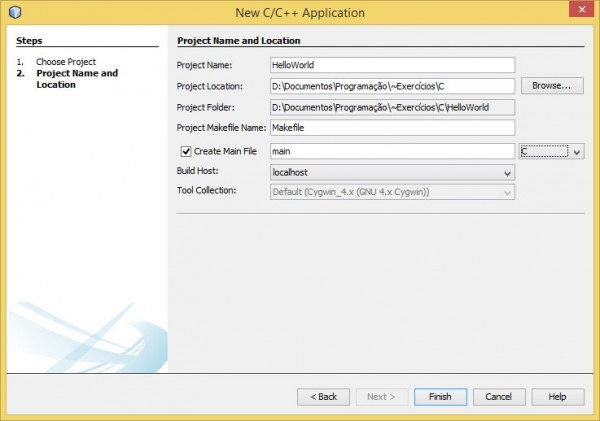 New C/C++ Application
Steps
1. Choose Project
2. Project Name and
Location
Project Name and Location
Project Name: HelloWorld
Project Location: D:\Documentos\Programação\~Exercícios\C Browse...
Project Folder: D:\Documentos\Programação\~Exercícios\C\HelloWorld
Project Makefile Name: Makefile
Create Main File main C
Build Host: localhost
Tool Collection: Default (Cygwin_4.x (GNU 4.x Cygwin))
< Back Next > Finish Cancel Help